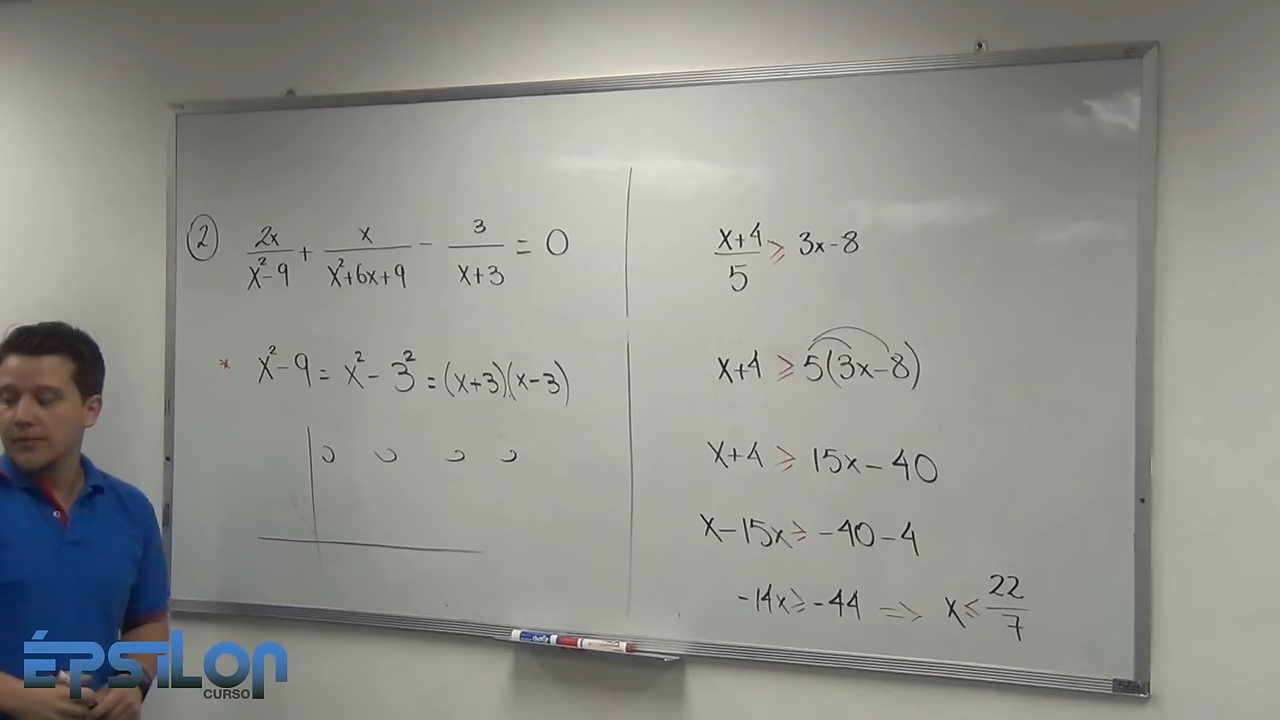 ② 2x/(x²-9) + x/(x²+6x+9) - 3/(x+3) = 0
* x²-9 = x²-3² = (x+3)(x-3)
(x+4)/5 ⩾ 3x-8
x+4 ⩾ 5(3x-8)
x+4 ⩾ 15x-40
x-15x ⩾ -40-4
-14x ⩾ -44 => x ⩽ 22/7
ÉPSILON
CURSO